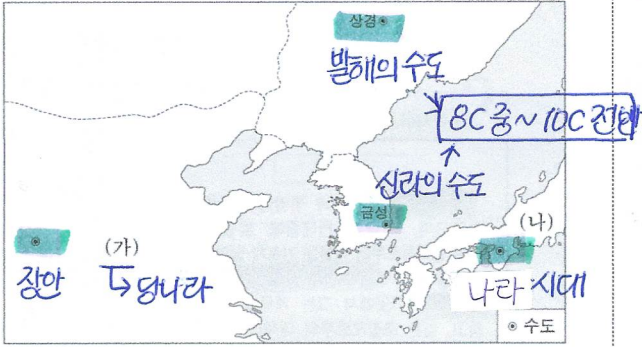 상경
발해의 수도
8C 중~10C 전반
신라의 수도
금성
(나)
(가)
장안
↳ 당나라
나라 시대
수도